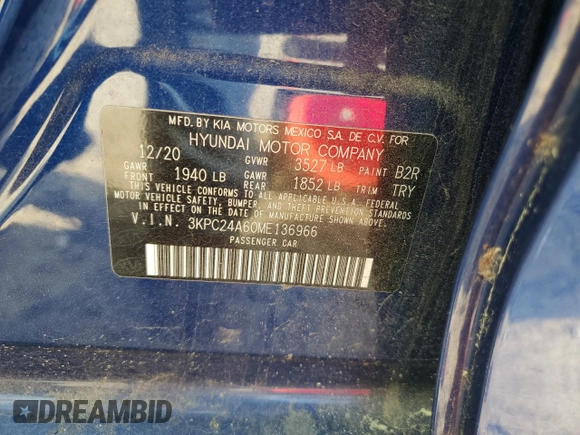 MFD. BY KIA MOTORS MEXICO S.A. DE C.V. FOR
HYUNDAI MOTOR COMPANY
12/20 GVWR 3527 LB PAINT B2R
GAWR FRONT 1940 LB GAWR REAR 1852 LB TRIM TRY
THIS VEHICLE CONFORMS TO ALL APPLICABLE U.S.A. FEDERAL
MOTOR VEHICLE SAFETY, BUMPER, AND THEFT PREVENTION STANDARDS
IN EFFECT ON THE DATE OF MANUFACTURE SHOWN ABOVE.
V.I.N. 3KPC24A60ME136966
PASSENGER CAR
DREAMBID